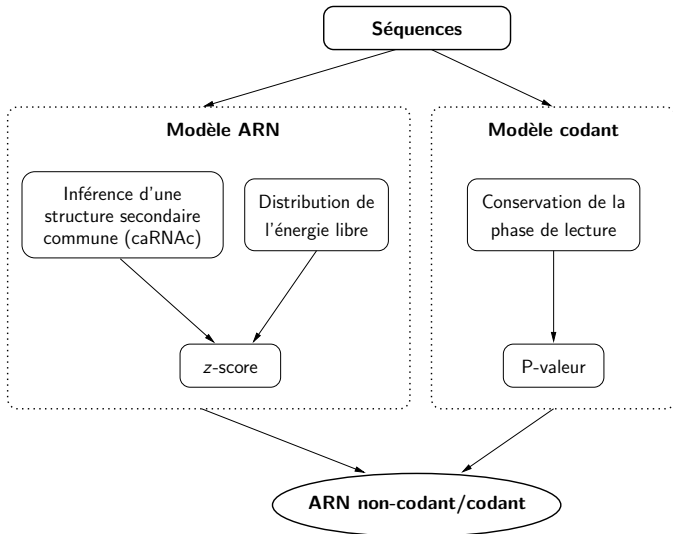 Séquences
Modèle ARN
Modèle codant
Inférence d'une
structure secondaire
commune (caRNAc)
Distribution de
l'énergie libre
Conservation de la
phase de lecture
z-score
P-valeur
ARN non-codant/codant